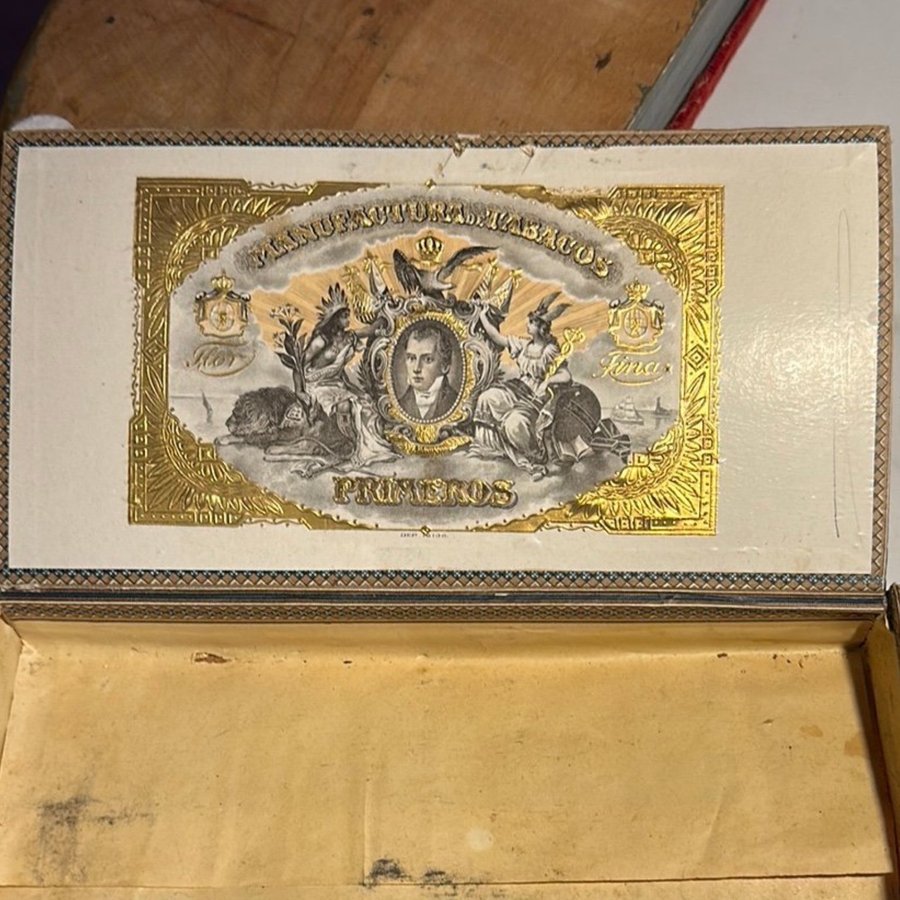 MANUFACTURA DE TABACOS
Flor Fina
PRIMEROS